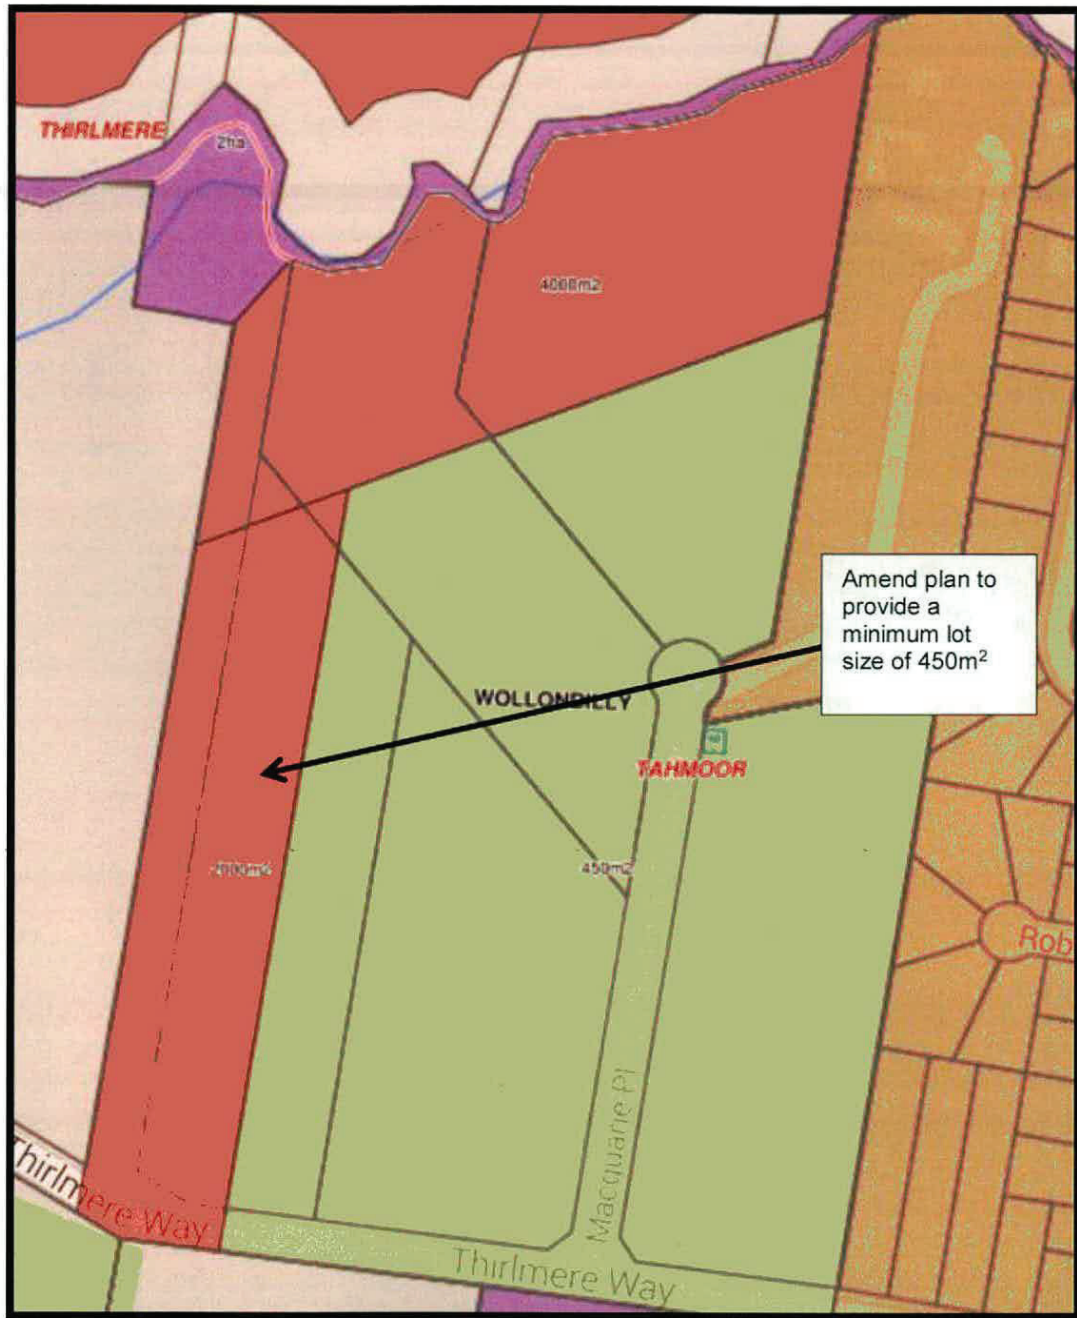 THIRLMERE
2ha
4000m2
Amend plan to
provide a
minimum lot
size of 450m²
WOLLONDILLY
TAHMOOR
450m2
Rob
Macquarie Pl
Thirlmere Way
Thirlmere Way